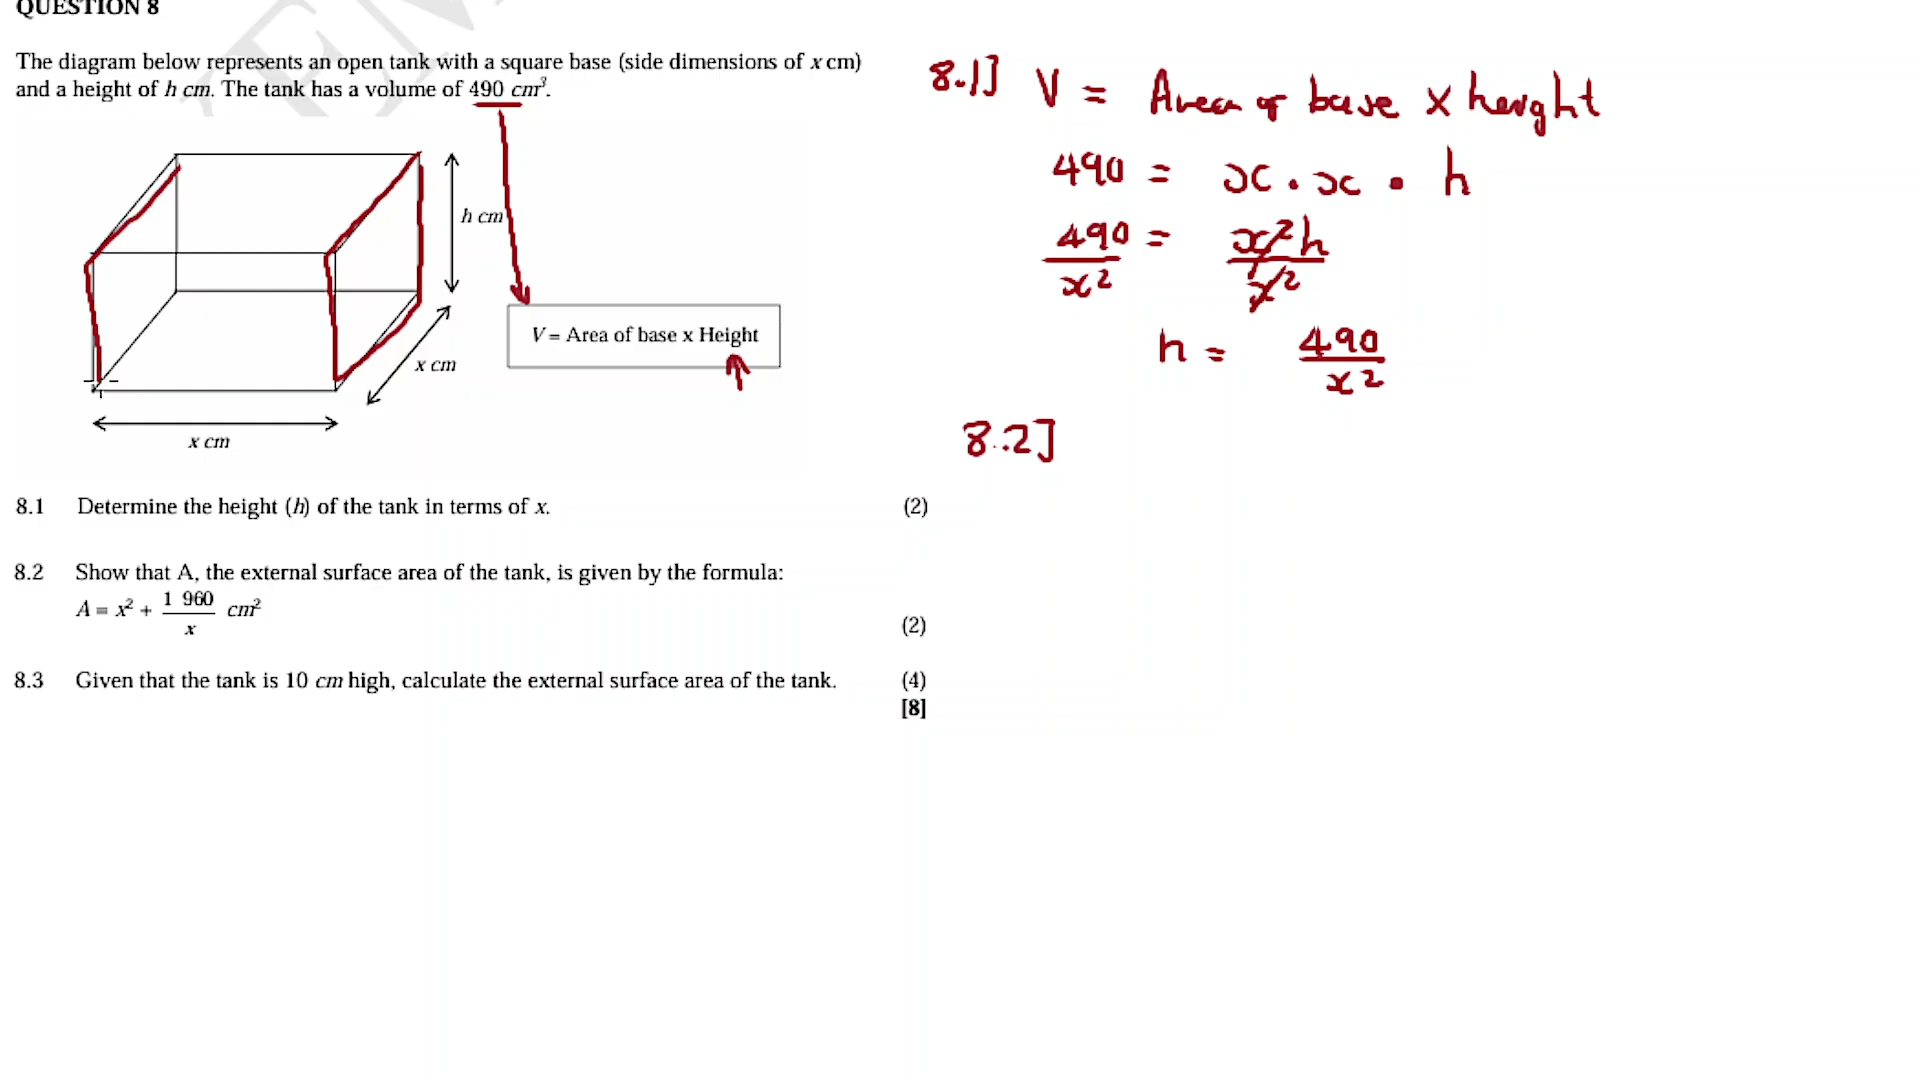 QUESTION 8
The diagram below represents an open tank with a square base (side dimensions of x cm)
and a height of h cm. The tank has a volume of 490 cm³.
h cm
V = Area of base x Height
x cm
x cm
8.1 Determine the height (h) of the tank in terms of x. (2)
8.2 Show that A, the external surface area of the tank, is given by the formula:
A = x² + 1 960/x cm² (2)
8.3 Given that the tank is 10 cm high, calculate the external surface area of the tank. (4)
[8]
8.1] V = Area of base x height
490 = x . x . h
490/x² = x²h/x²
h = 490/x²
8.2]